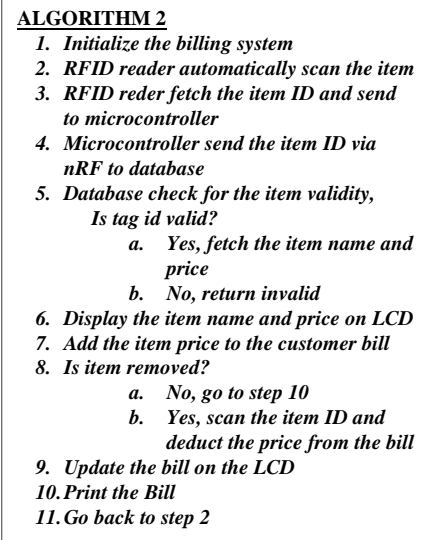 ALGORITHM 2
1. Initialize the billing system
2. RFID reader automatically scan the item
3. RFID reder fetch the item ID and send
to microcontroller
4. Microcontroller send the item ID via
nRF to database
5. Database check for the item validity,
Is tag id valid?
a. Yes, fetch the item name and
price
b. No, return invalid
6. Display the item name and price on LCD
7. Add the item price to the customer bill
8. Is item removed?
a. No, go to step 10
b. Yes, scan the item ID and
deduct the price from the bill
9. Update the bill on the LCD
10. Print the Bill
11. Go back to step 2